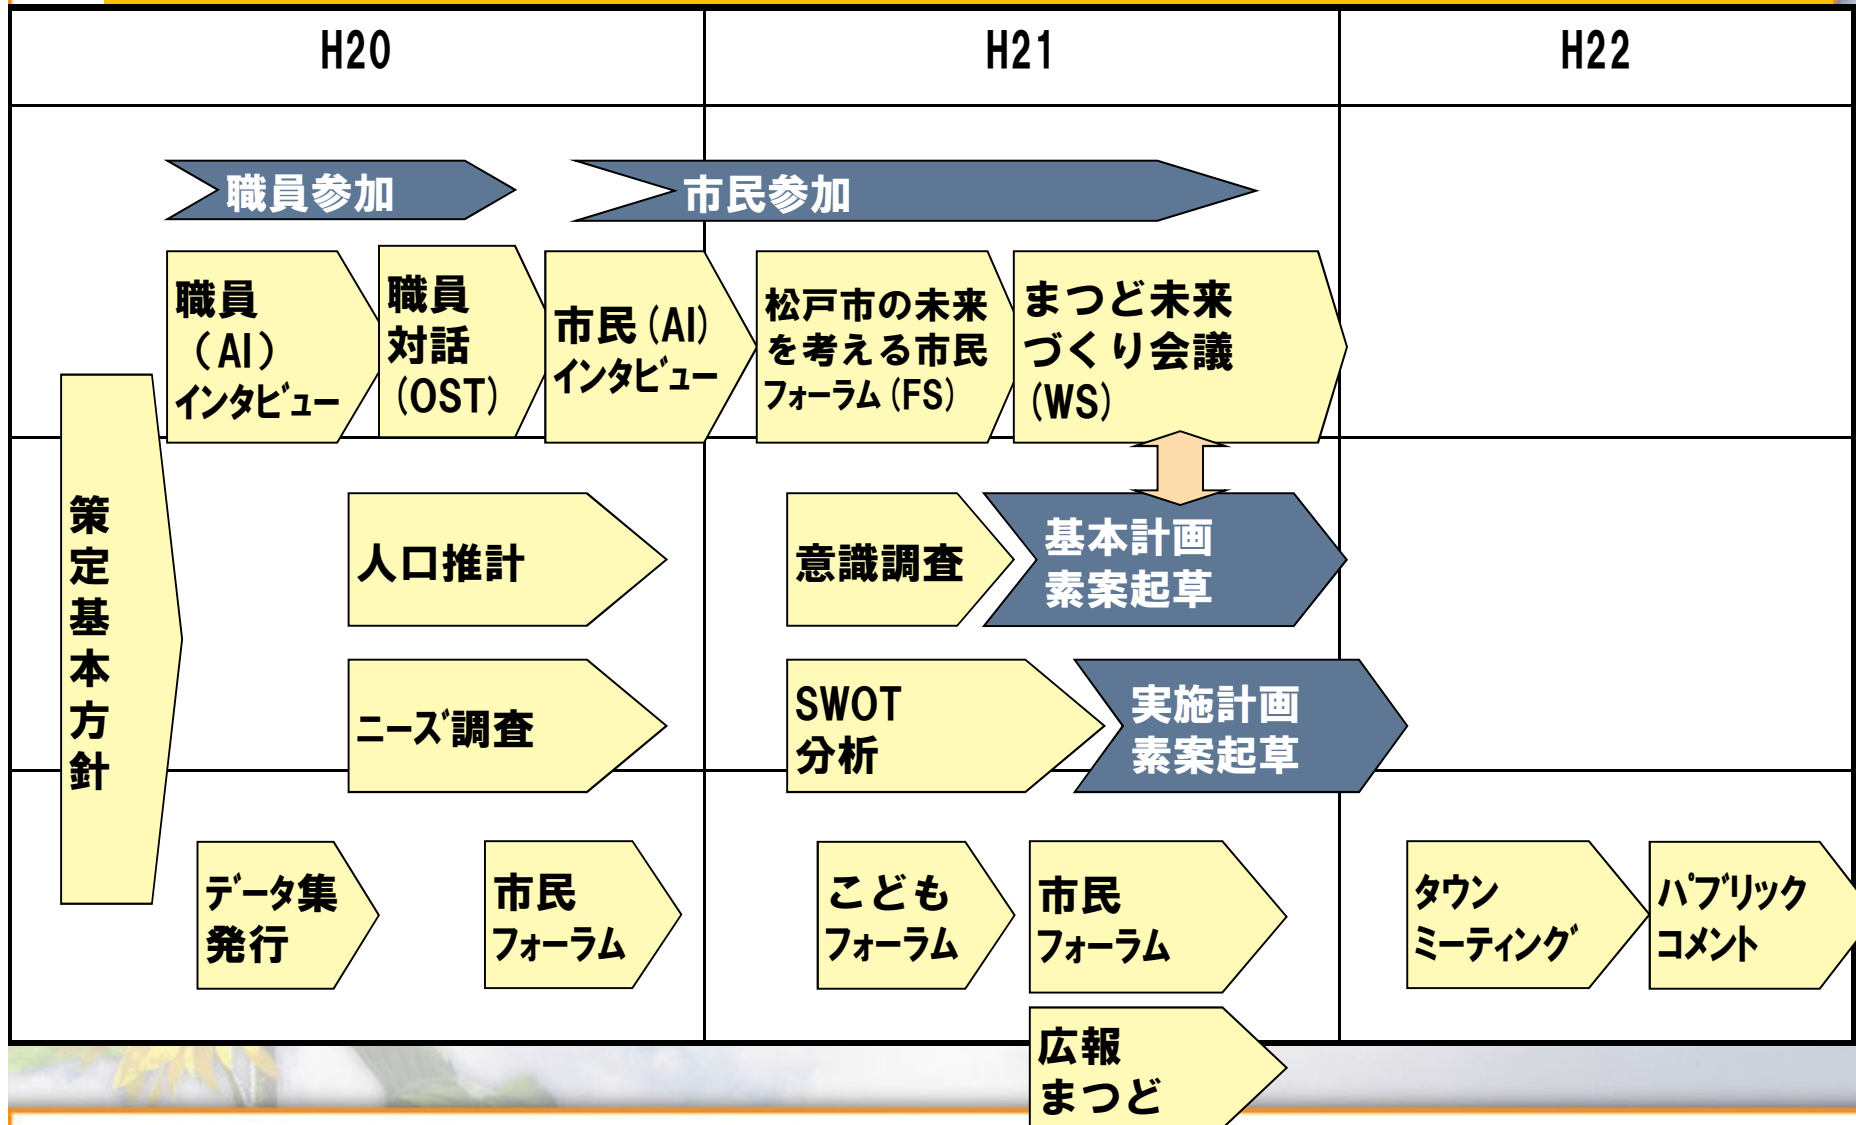 H20
H21
H22
職員参加
市民参加
職員
（AI）
インタビュー
職員
対話
(OST)
市民(AI)
インタビュー
松戸市の未来
を考える市民
フォーラム(FS)
まつど未来
づくり会議
(WS)
策定基本方針
人口推計
意識調査
基本計画
素案起草
ニーズ調査
SWOT
分析
実施計画
素案起草
データ集
発行
市民
フォーラム
こども
フォーラム
市民
フォーラム
タウン
ミーティング
パブリック
コメント
広報
まつど